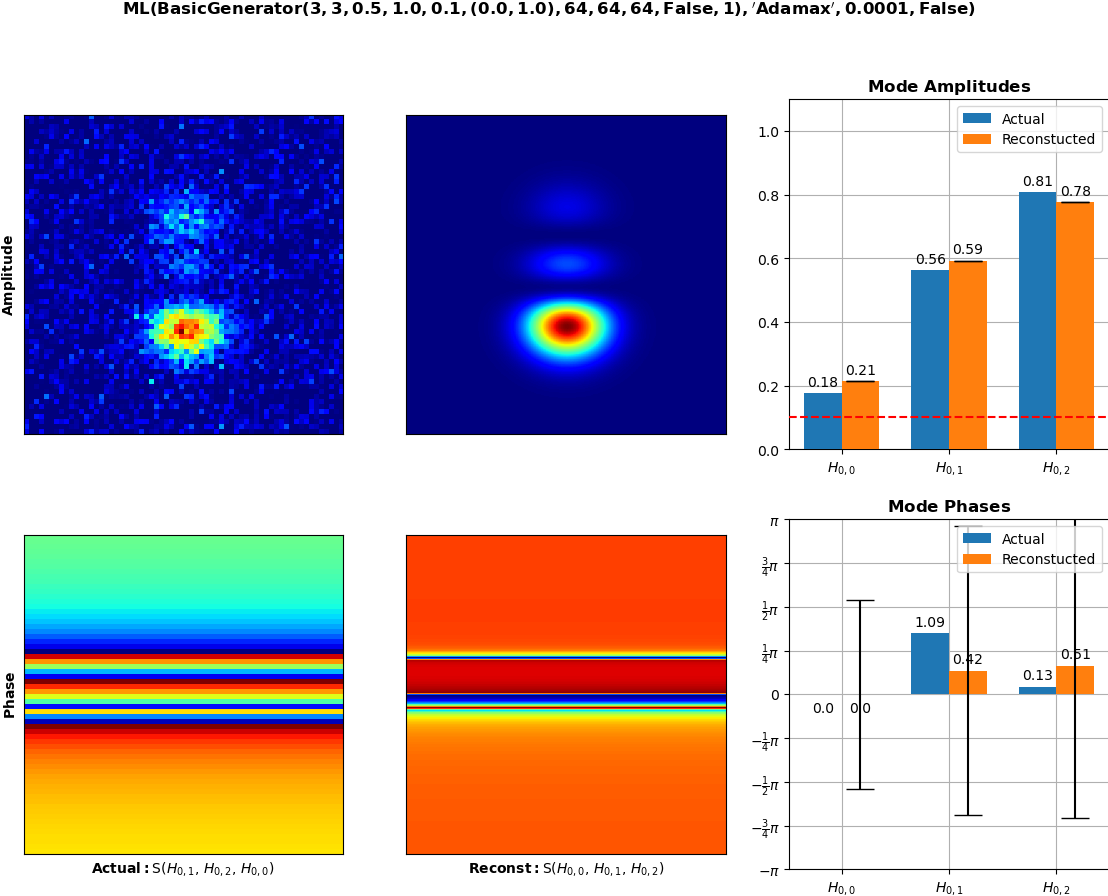 ML(BasicGenerator(3, 3, 0.5, 1.0, 0.1, (0.0, 1.0), 64, 64, 64, False, 1), ′Adamax′, 0.0001, False)
Amplitude
Mode Amplitudes
Actual
Reconstucted
1.0
0.8
0.6
0.4
0.2
0.0
0.18
0.21
0.56
0.59
0.81
0.78
H0,0
H0,1
H0,2
Phase
Actual: S(H0,1, H0,2, H0,0)
Reconst: S(H0,0, H0,1, H0,2)
Mode Phases
Actual
Reconstucted
π
3/4π
1/2π
1/4π
0
−1/4π
−1/2π
−3/4π
−π
0.0
0.0
1.09
0.42
0.13
0.51
H0,0
H0,1
H0,2